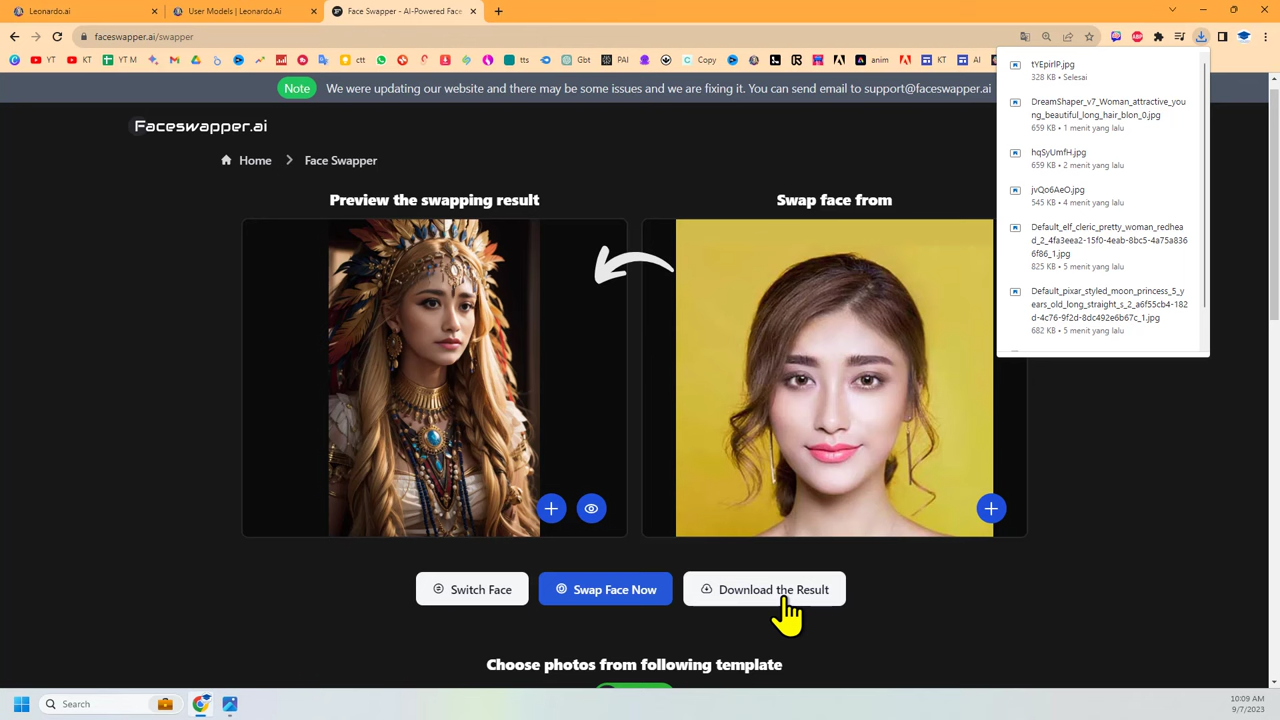 Leonardo.ai
User Models | Leonardo.Ai
Face Swapper - AI-Powered Face
faceswapper.ai/swapper
YT
KT
YT M
tts
Gbt
PAI
Copy
anim
KT
AI
tYEpirlP.jpg
328 KB • Selesai
DreamShaper_v7_Woman_attractive_you
ng_beautiful_long_hair_blon_0.jpg
659 KB • 1 menit yang lalu
hqSyUmfH.jpg
659 KB • 2 menit yang lalu
jvQo6AeO.jpg
545 KB • 4 menit yang lalu
Default_elf_cleric_pretty_woman_redhea
d_2_4fa3eea2-15f0-4eab-8bc5-4a75a836
6f86_1.jpg
825 KB • 5 menit yang lalu
Default_pixar_styled_moon_princess_5_y
ears_old_long_straight_s_2_a6f55cb4-182
d-4c76-9f2d-8dc492e6b67c_1.jpg
682 KB • 5 menit yang lalu
Note We were updating our website and there may be some issues and we are fixing it. You can send email to support@faceswapper.ai
Faceswapper.ai
Home > Face Swapper
Preview the swapping result
Swap face from
Switch Face
Swap Face Now
Download the Result
Choose photos from following template
Search
10:09 AM
9/7/2023